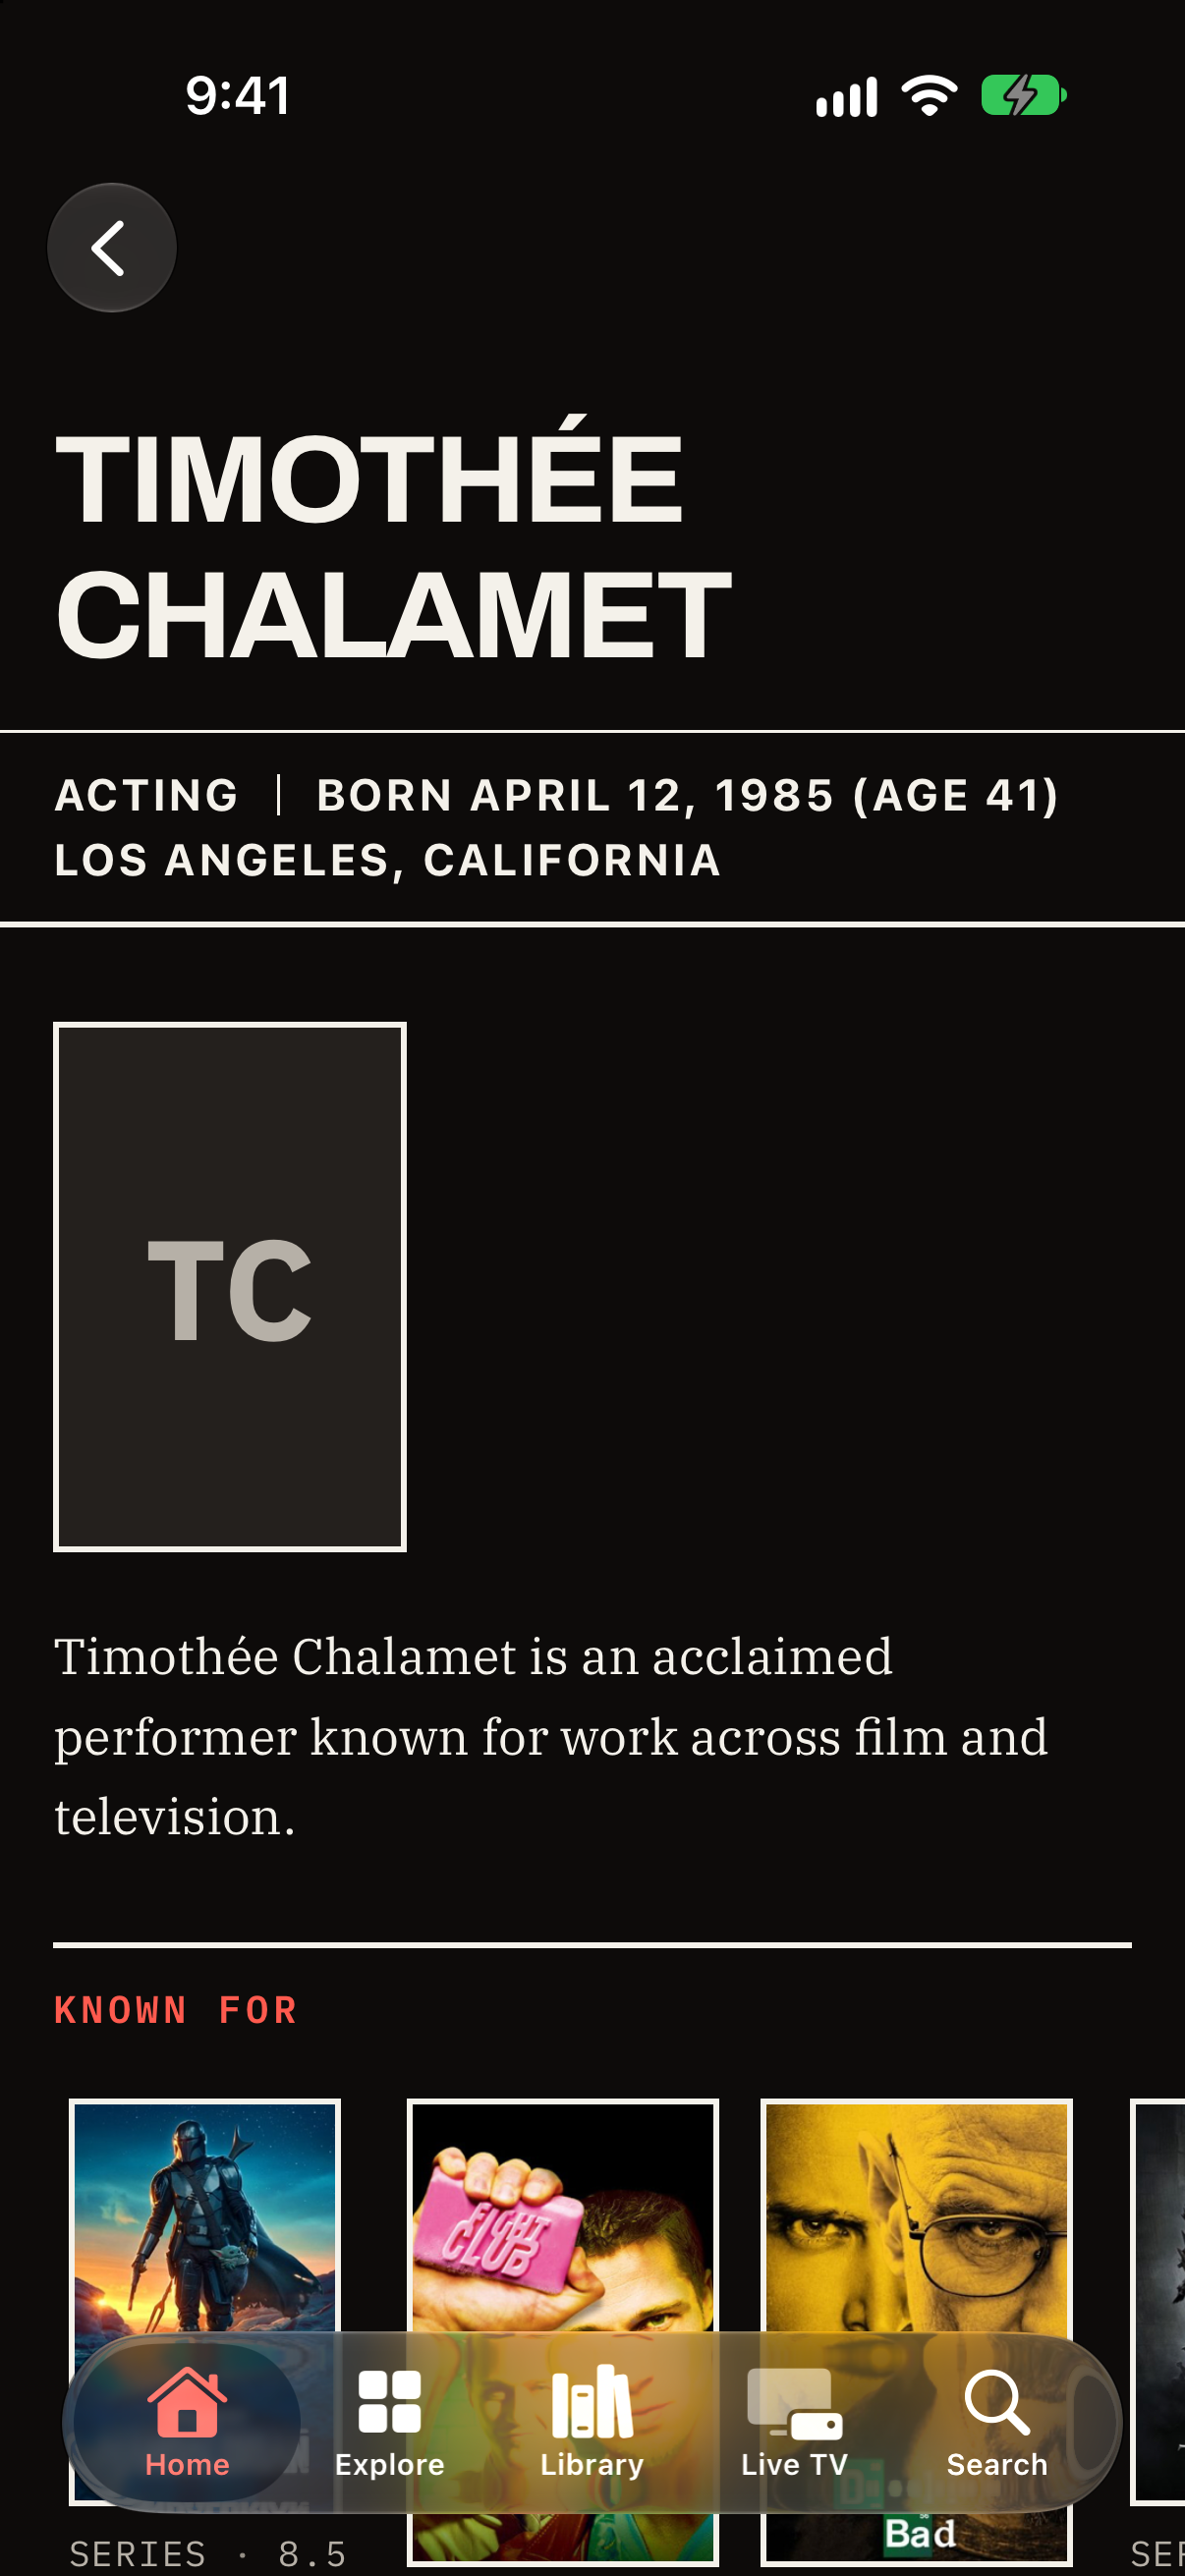 9:41
TIMOTHÉE
CHALAMET
ACTING | BORN APRIL 12, 1985 (AGE 41)
LOS ANGELES, CALIFORNIA
TC
Timothée Chalamet is an acclaimed
performer known for work across film and
television.
KNOWN FOR
FIGHT
CLUB
Home
Explore
Library
Live TV
Search
Bad
SERIES · 8.5